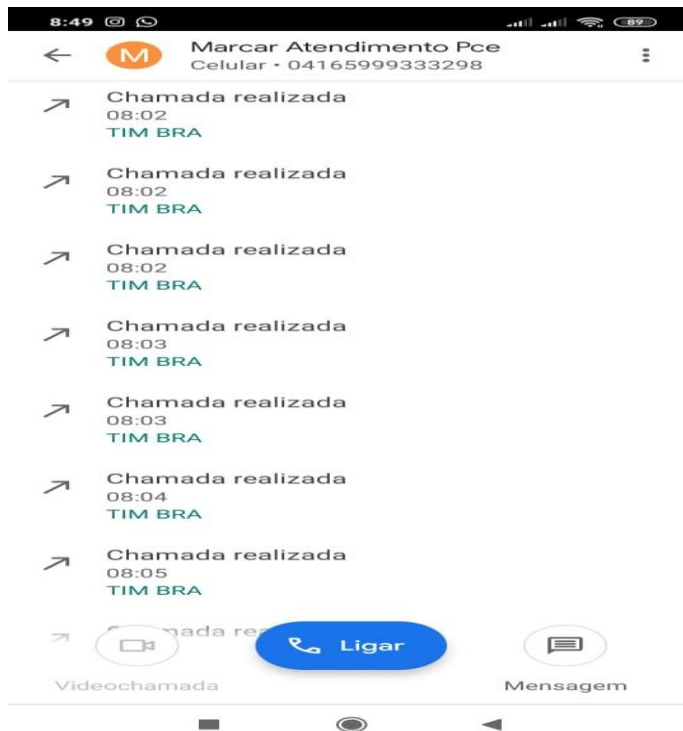 8:49
89
M
Marcar Atendimento Pce
Celular • 04165999333298
Chamada realizada
08:02
TIM BRA
Chamada realizada
08:02
TIM BRA
Chamada realizada
08:02
TIM BRA
Chamada realizada
08:03
TIM BRA
Chamada realizada
08:03
TIM BRA
Chamada realizada
08:04
TIM BRA
Chamada realizada
08:05
TIM BRA
Ligar
Videochamada
Mensagem